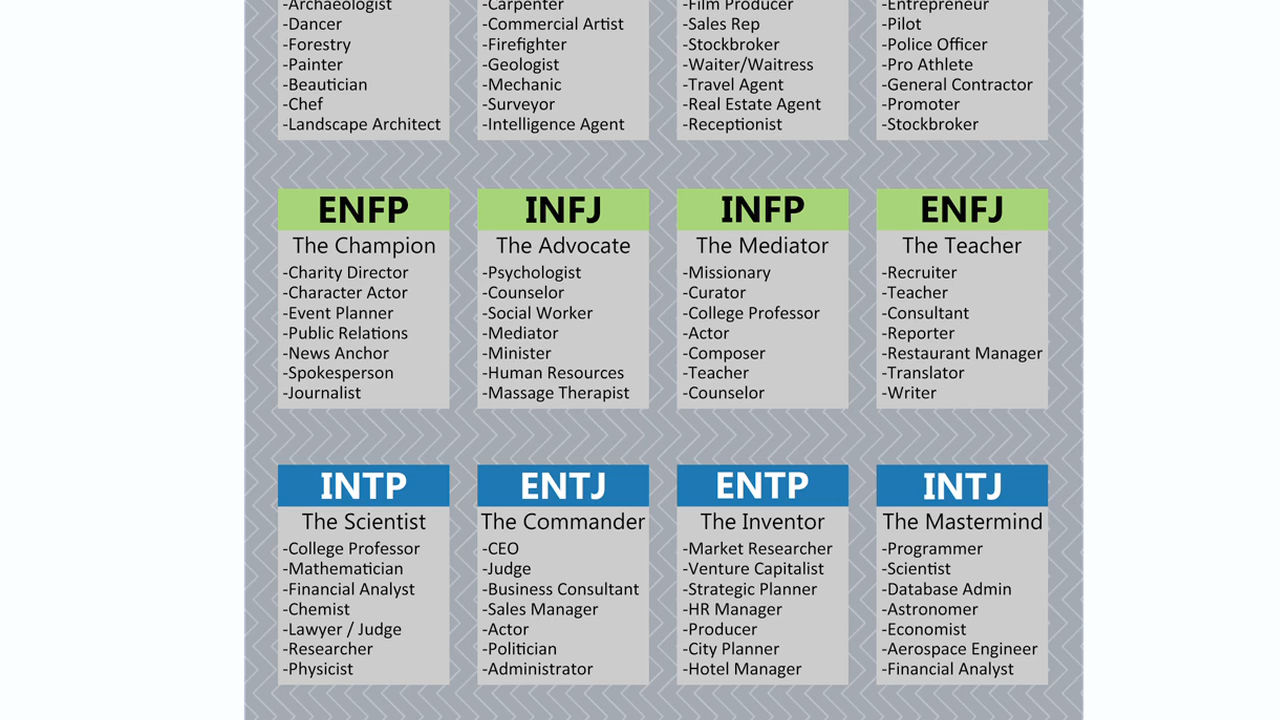 -Archaeologist
-Dancer
-Forestry
-Painter
-Beautician
-Chef
-Landscape Architect
-Carpenter
-Commercial Artist
-Firefighter
-Geologist
-Mechanic
-Surveyor
-Intelligence Agent
-Film Producer
-Sales Rep
-Stockbroker
-Waiter/Waitress
-Travel Agent
-Real Estate Agent
-Receptionist
-Entrepreneur
-Pilot
-Police Officer
-Pro Athlete
-General Contractor
-Promoter
-Stockbroker
ENFP
The Champion
-Charity Director
-Character Actor
-Event Planner
-Public Relations
-News Anchor
-Spokesperson
-Journalist
INFJ
The Advocate
-Psychologist
-Counselor
-Social Worker
-Mediator
-Minister
-Human Resources
-Massage Therapist
INFP
The Mediator
-Missionary
-Curator
-College Professor
-Actor
-Composer
-Teacher
-Counselor
ENFJ
The Teacher
-Recruiter
-Teacher
-Consultant
-Reporter
-Restaurant Manager
-Translator
-Writer
INTP
The Scientist
-College Professor
-Mathematician
-Financial Analyst
-Chemist
-Lawyer / Judge
-Researcher
-Physicist
ENTJ
The Commander
-CEO
-Judge
-Business Consultant
-Sales Manager
-Actor
-Politician
-Administrator
ENTP
The Inventor
-Market Researcher
-Venture Capitalist
-Strategic Planner
-HR Manager
-Producer
-City Planner
-Hotel Manager
INTJ
The Mastermind
-Programmer
-Scientist
-Database Admin
-Astronomer
-Economist
-Aerospace Engineer
-Financial Analyst